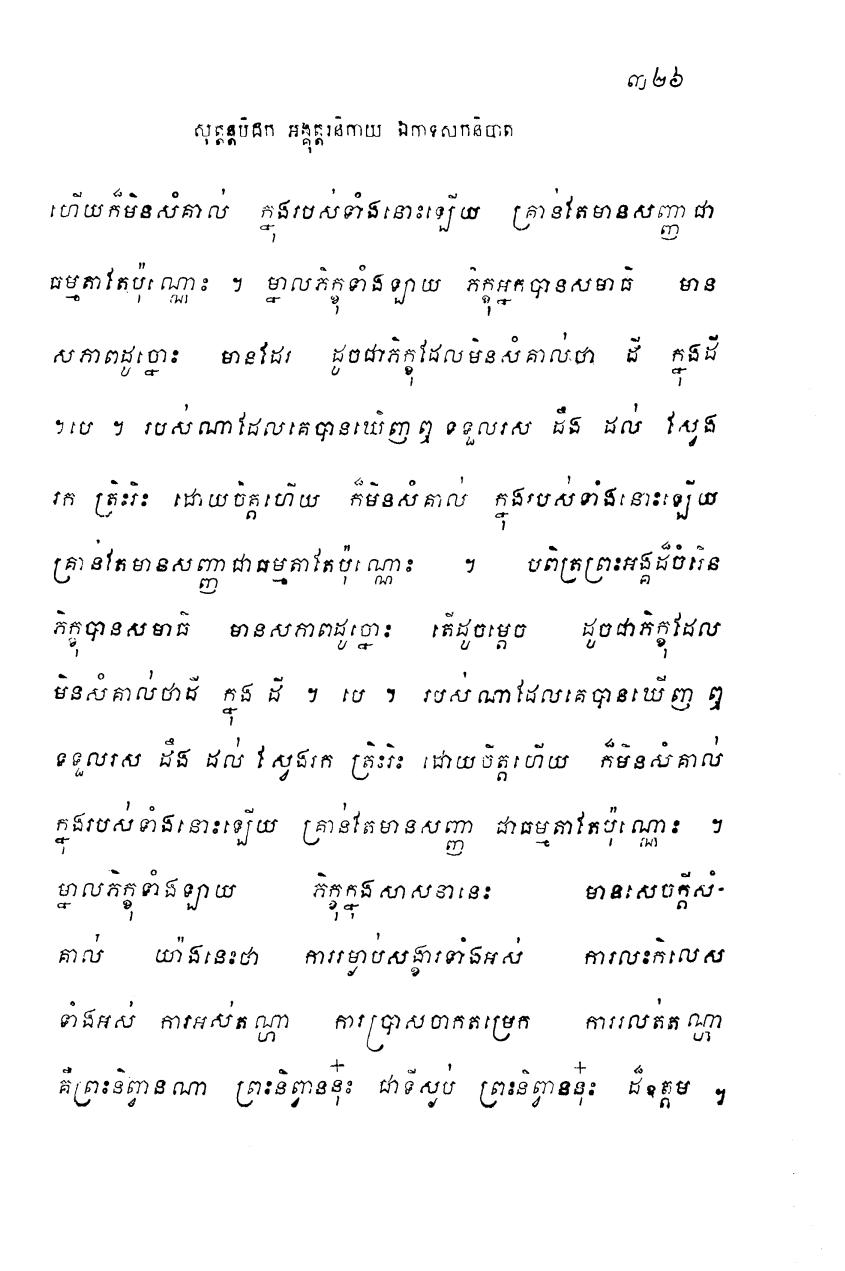 ៣២៦
សុត្តន្តបិដក អង្គុត្តរនិកាយ ឯកាទសកនិបាត
ហើយក៏មិនសំគាល់ ក្នុងរបស់ទាំងនោះឡើយ គ្រាន់តែមានសញ្ញាជា
ធម្មតាតែប៉ុណ្ណោះ ។ ម្នាលភិក្ខុទាំងឡាយ ភិក្ខុអ្នកបានសមាធិ មាន
សភាពដូច្នោះ មានដែរ ដូចជាភិក្ខុដែលមិនសំគាល់ថា ដី ក្នុងដី
។បេ ។ របស់ណាដែលគេបានឃើញ ឮ ទទួលរស ដឹង ដល់ ស្វែង
រក ត្រិះរិះ ដោយចិត្តហើយ ក៏មិនសំគាល់ ក្នុងរបស់ទាំងនោះឡើយ
គ្រាន់តែមានសញ្ញាជាធម្មតាតែប៉ុណ្ណោះ ។ បពិត្រព្រះអង្គដ៏ចំរើន
ភិក្ខុបានសមាធិ មានសភាពដូច្នោះ តើដូចម្តេច ដូចជាភិក្ខុដែល
មិនសំគាល់ថាដី ក្នុង ដី ។ បេ ។ របស់ណាដែលគេបានឃើញ ឮ
ទទួលរស ដឹង ដល់ ស្វែងរក ត្រិះរិះ ដោយចិត្តហើយ ក៏មិនសំគាល់
ក្នុងរបស់ទាំងនោះឡើយ គ្រាន់តែមានសញ្ញា ជាធម្មតាតែប៉ុណ្ណោះ ។
ម្នាលភិក្ខុទាំងឡាយ ភិក្ខុក្នុងសាសនានេះ មានសេចក្តីសំ-
គាល់ យ៉ាងនេះថា ការរម្ងាប់សង្ខារទាំងអស់ ការលះកិលេស
ទាំងអស់ ការអស់តណ្ហា ការប្រាសចាកតម្រេក ការរលត់តណ្ហា
គឺព្រះនិព្វានណា ព្រះនិព្វាននុ៎ះ ជាទីស្ងប់ ព្រះនិព្វាននុ៎ះ ដ៏ឧត្តម ។